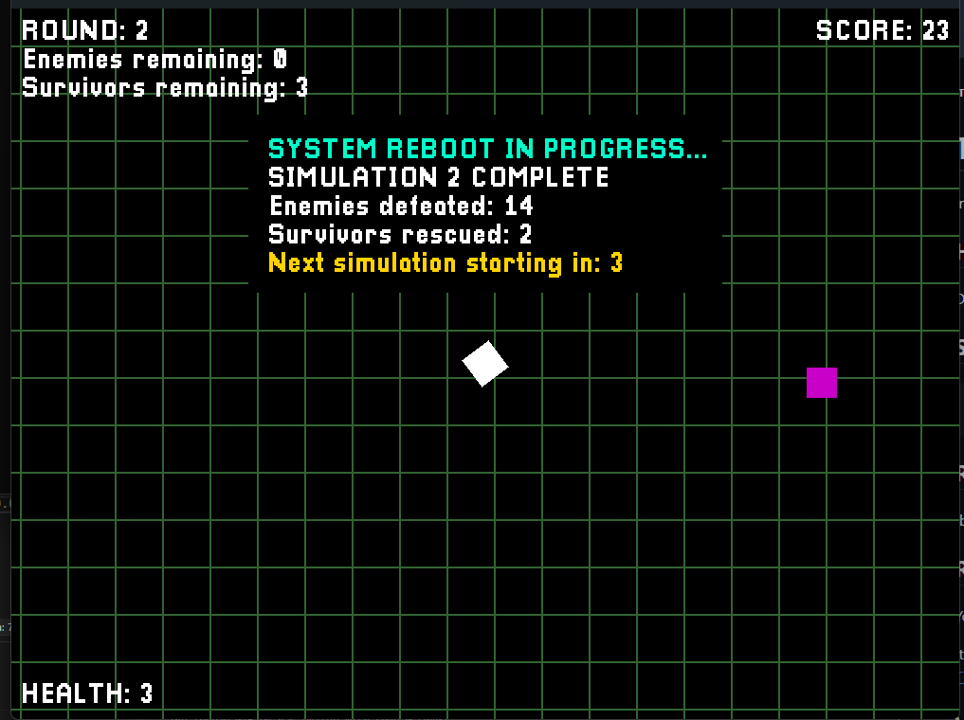 ROUND: 2
SCORE: 23
Enemies remaining: 0
Survivors remaining: 3
SYSTEM REBOOT IN PROGRESS...
SIMULATION 2 COMPLETE
Enemies defeated: 14
Survivors rescued: 2
Next simulation starting in: 3
HEALTH: 3